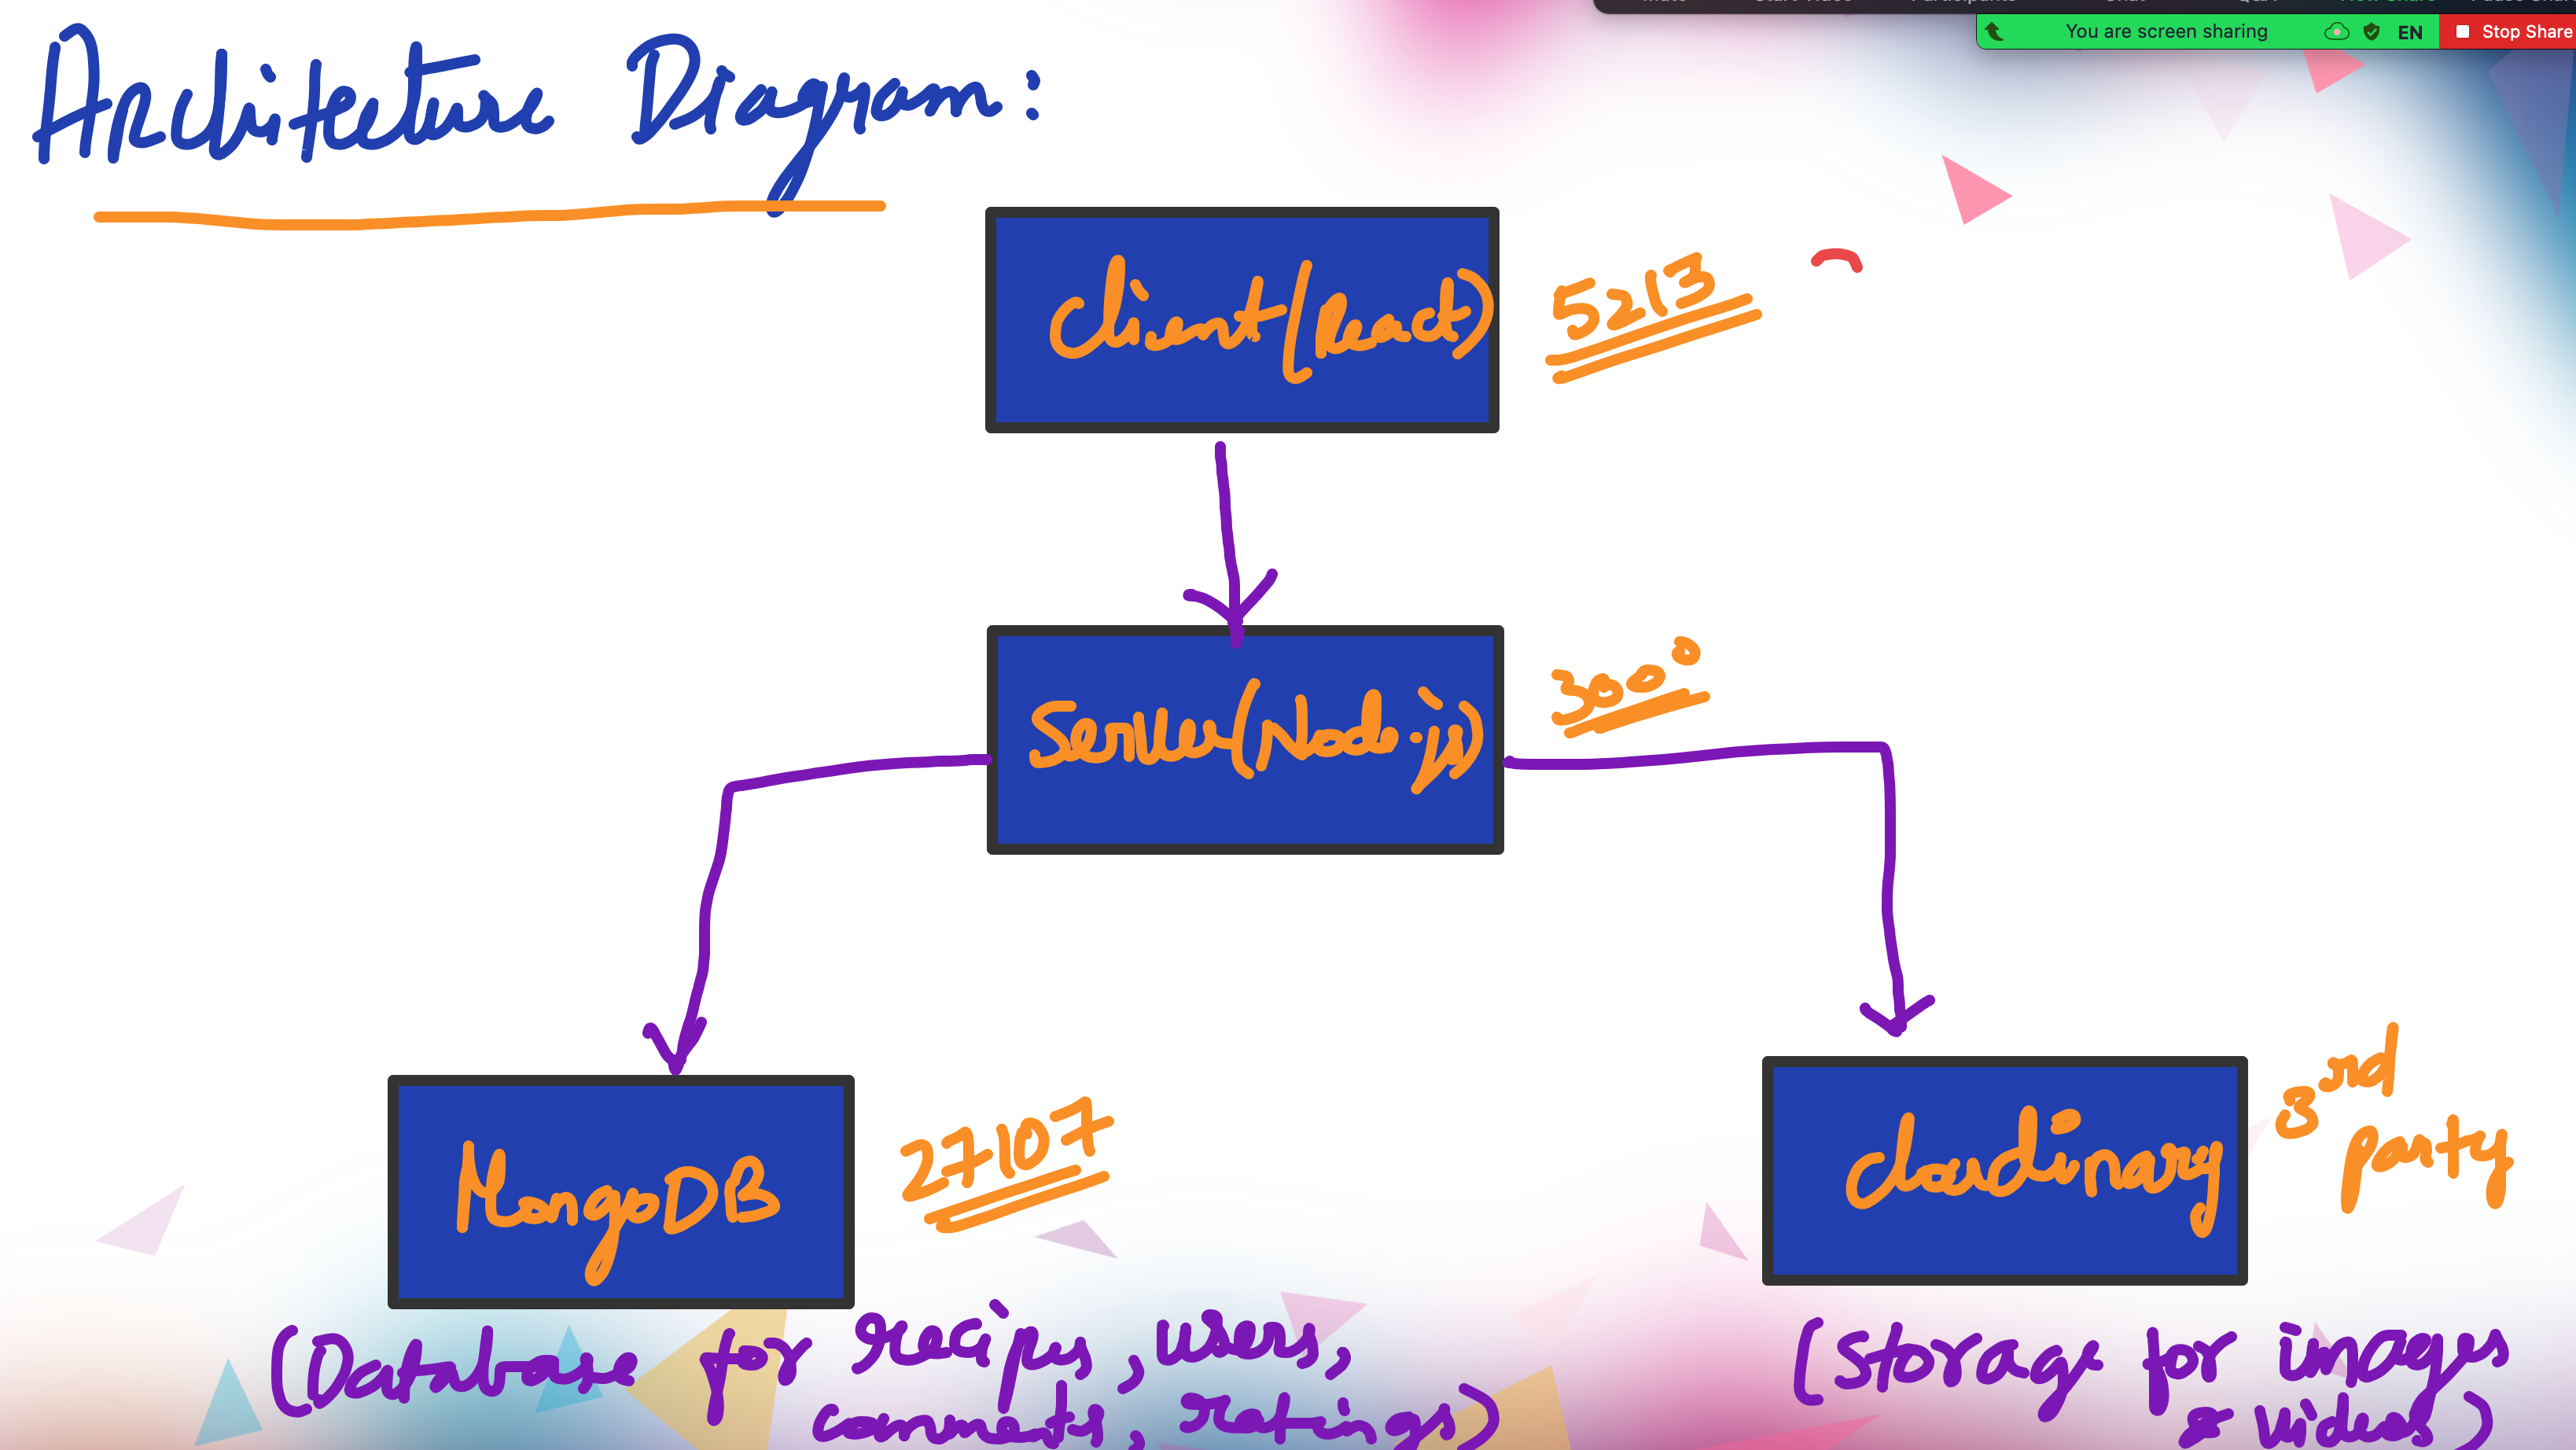 You are screen sharing EN Stop Share
Architecture Diagram:
Client(React)
5213
Server(Node.js)
3000
MongoDB
27107
Cloudinary
3rd
party
(Database for recipes, users,
comments, ratings)
(Storage for images
& videos)